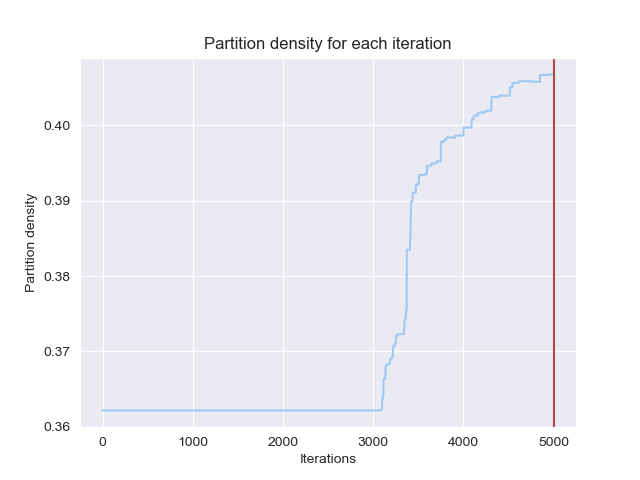 Partition density for each iteration
Partition density
0.40
0.39
0.38
0.37
0.36
0 1000 2000 3000 4000 5000
Iterations